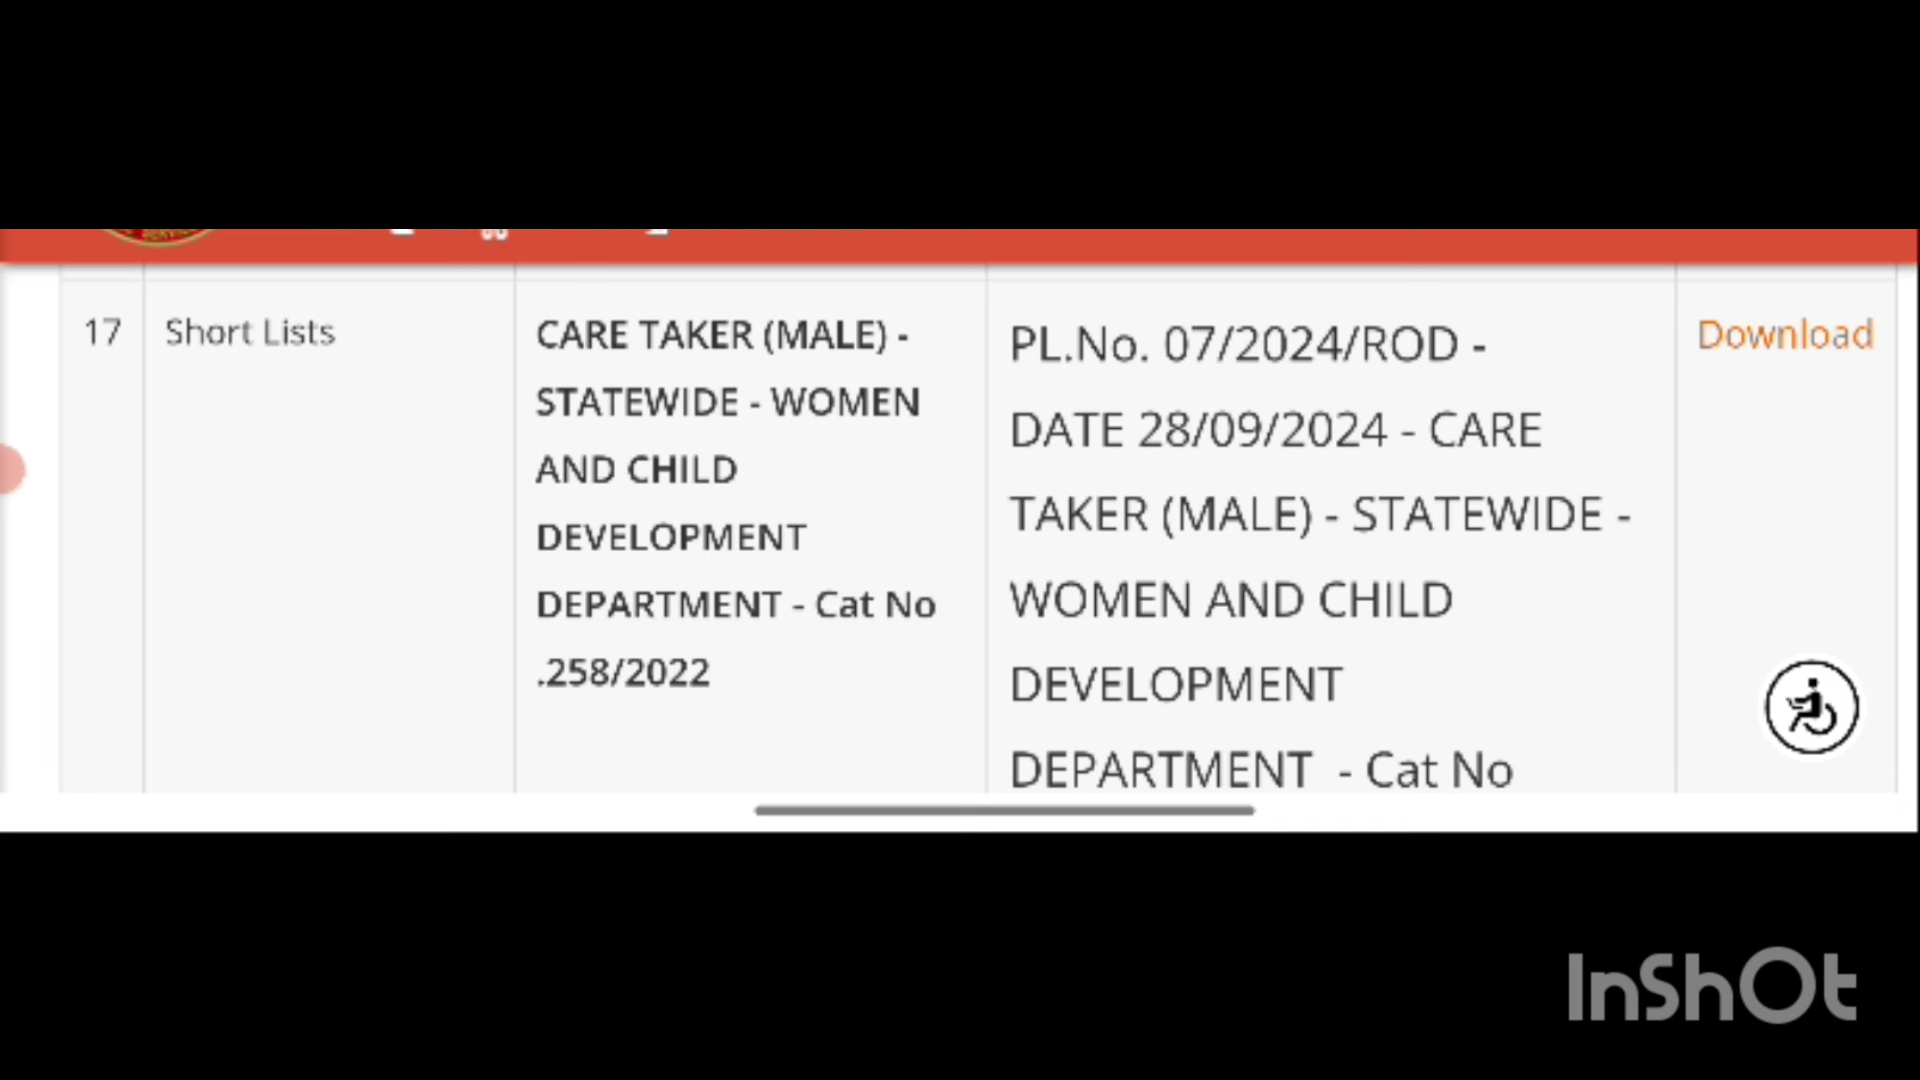 17
Short Lists
CARE TAKER (MALE) -
STATEWIDE - WOMEN
AND CHILD
DEVELOPMENT
DEPARTMENT - Cat No
.258/2022
PL.No. 07/2024/ROD -
DATE 28/09/2024 - CARE
TAKER (MALE) - STATEWIDE -
WOMEN AND CHILD
DEVELOPMENT
DEPARTMENT - Cat No
Download
InShOt